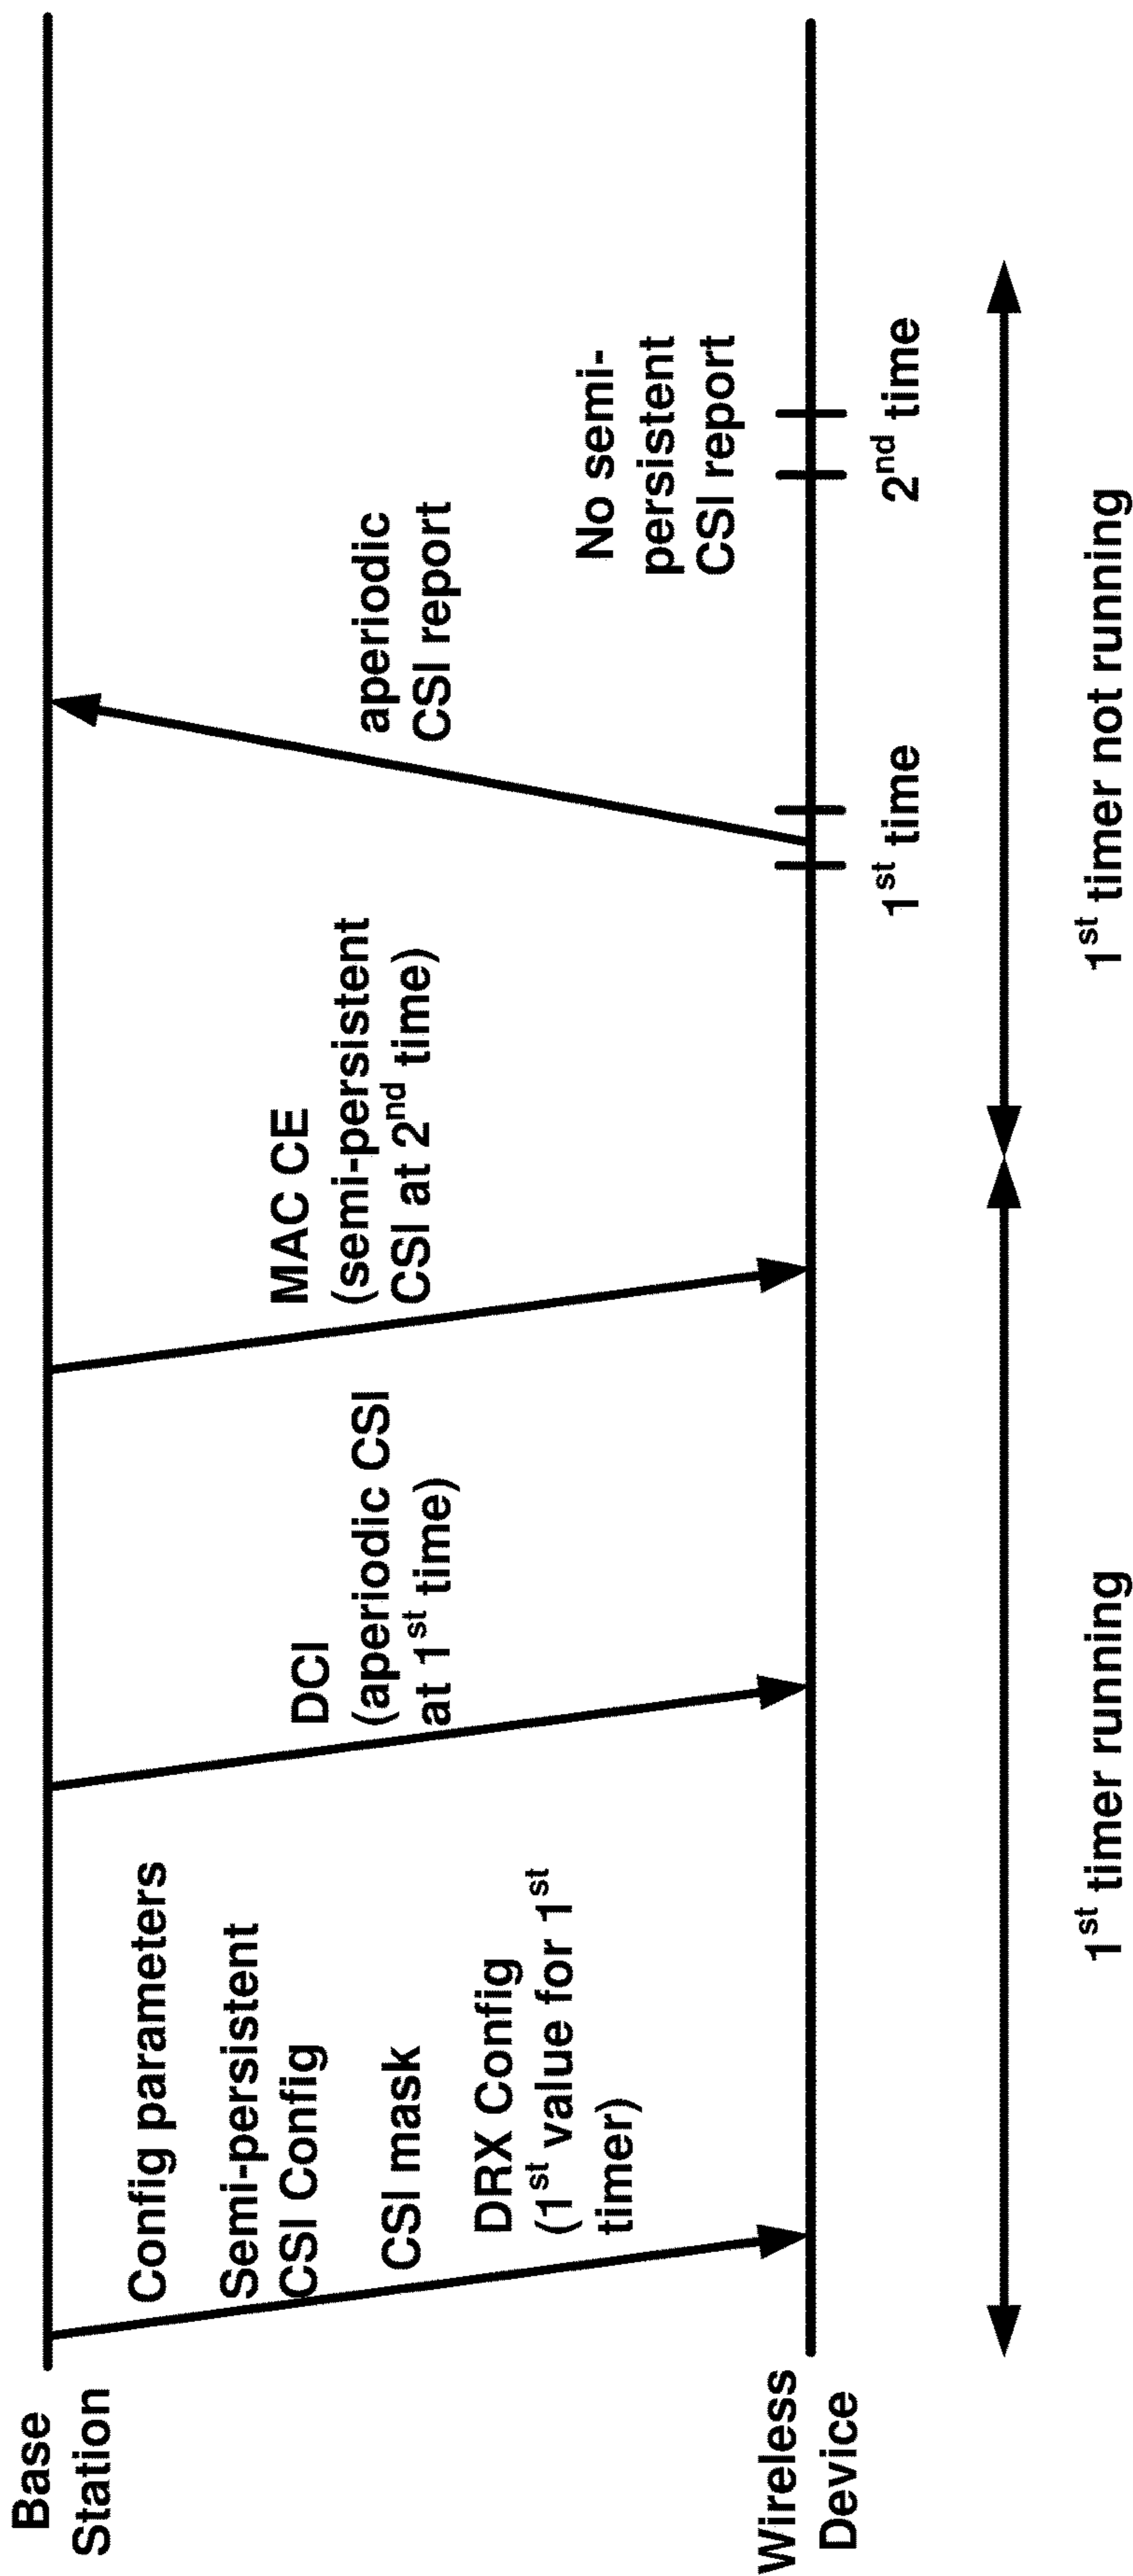 Base
Station
Config parameters
Semi-persistent
CSI Config
CSI mask
DRX Config
(1st value for 1st
timer)
DCI
(aperiodic CSI
at 1st time)
MAC CE
(semi-persistent
CSI at 2nd time)
aperiodic
CSI report
No semi-
persistent
CSI report
Wireless
Device
1st time
2nd time
1st timer running
1st timer not running